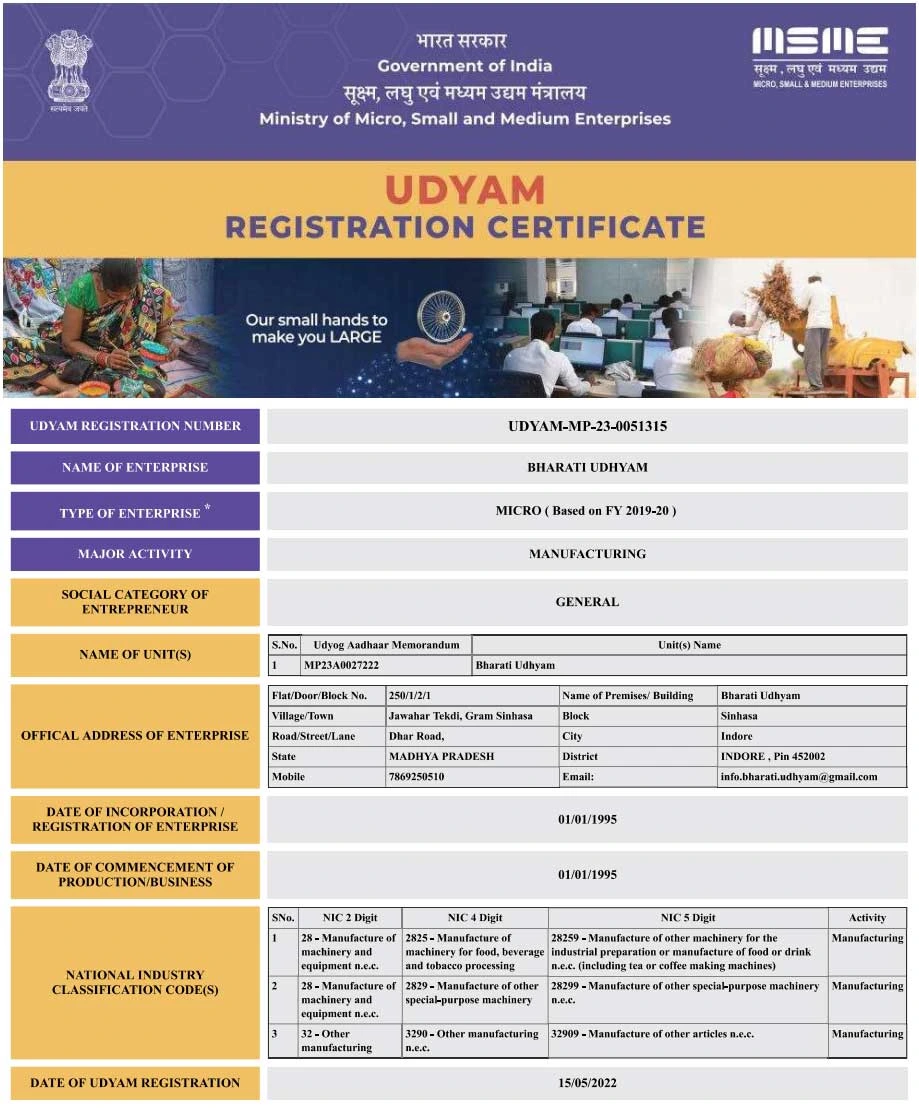 भारत सरकार
Government of India
सूक्ष्म, लघु एवं मध्यम उद्यम मंत्रालय
Ministry of Micro, Small and Medium Enterprises
सत्यमेव जयते
MSME
सूक्ष्म, लघु एवं मध्यम उद्यम
MICRO, SMALL & MEDIUM ENTERPRISES
UDYAM
REGISTRATION CERTIFICATE
Our small hands to
make you LARGE
UDYAM REGISTRATION NUMBER UDYAM-MP-23-0051315
NAME OF ENTERPRISE BHARATI UDHYAM
TYPE OF ENTERPRISE * MICRO ( Based on FY 2019-20 )
MAJOR ACTIVITY MANUFACTURING
SOCIAL CATEGORY OF
ENTREPRENEUR
GENERAL
NAME OF UNIT(S)
S.No. Udyog Aadhaar Memorandum Unit(s) Name
1 MP23A0027222 Bharati Udhyam
OFFICAL ADDRESS OF ENTERPRISE
Flat/Door/Block No. 250/1/2/1 Name of Premises/ Building Bharati Udhyam
Village/Town Jawahar Tekdi, Gram Sinhasa Block Sinhasa
Road/Street/Lane Dhar Road, City Indore
State MADHYA PRADESH District INDORE , Pin 452002
Mobile 7869250510 Email: info.bharati.udhyam@gmail.com
DATE OF INCORPORATION /
REGISTRATION OF ENTERPRISE
01/01/1995
DATE OF COMMENCEMENT OF
PRODUCTION/BUSINESS
01/01/1995
NATIONAL INDUSTRY
CLASSIFICATION CODE(S)
SNo. NIC 2 Digit NIC 4 Digit NIC 5 Digit Activity
1 28 - Manufacture of 2825 - Manufacture of 28259 - Manufacture of other machinery for the Manufacturing
machinery and machinery for food, beverage industrial preparation or manufacture of food or drink
equipment n.e.c. and tobacco processing n.e.c. (including tea or coffee making machines)
2 28 - Manufacture of 2829 - Manufacture of other 28299 - Manufacture of other special-purpose machinery Manufacturing
machinery and special-purpose machinery n.e.c.
equipment n.e.c.
3 32 - Other 3290 - Other manufacturing 32909 - Manufacture of other articles n.e.c. Manufacturing
manufacturing n.e.c.
DATE OF UDYAM REGISTRATION 15/05/2022